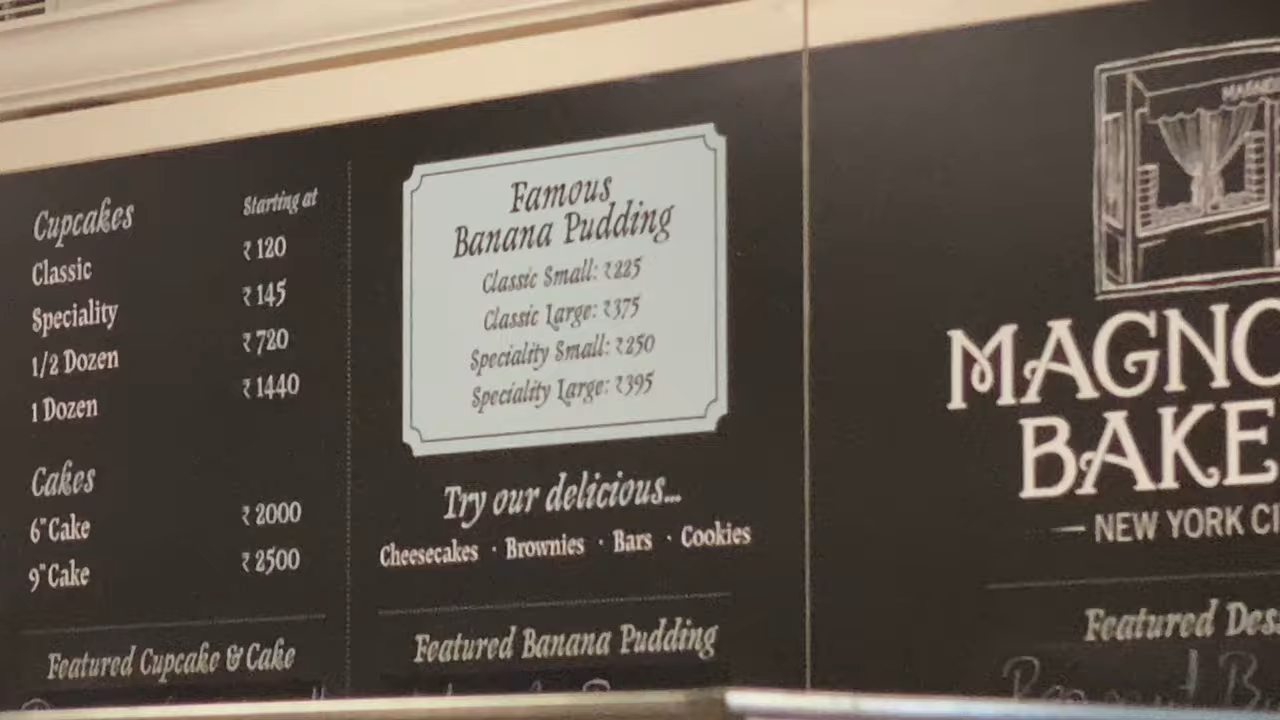 Cupcakes Starting at
Classic ₹120
Speciality ₹145
1/2 Dozen ₹720
1 Dozen ₹1440
Cakes
6" Cake ₹2000
9" Cake ₹2500
Featured Cupcake & Cake
Famous
Banana Pudding
Classic Small: ₹225
Classic Large: ₹375
Speciality Small: ₹250
Speciality Large: ₹395
Try our delicious...
Cheesecakes · Brownies · Bars · Cookies
Featured Banana Pudding
MAGNO
BAKE
— NEW YORK CI
Featured Des